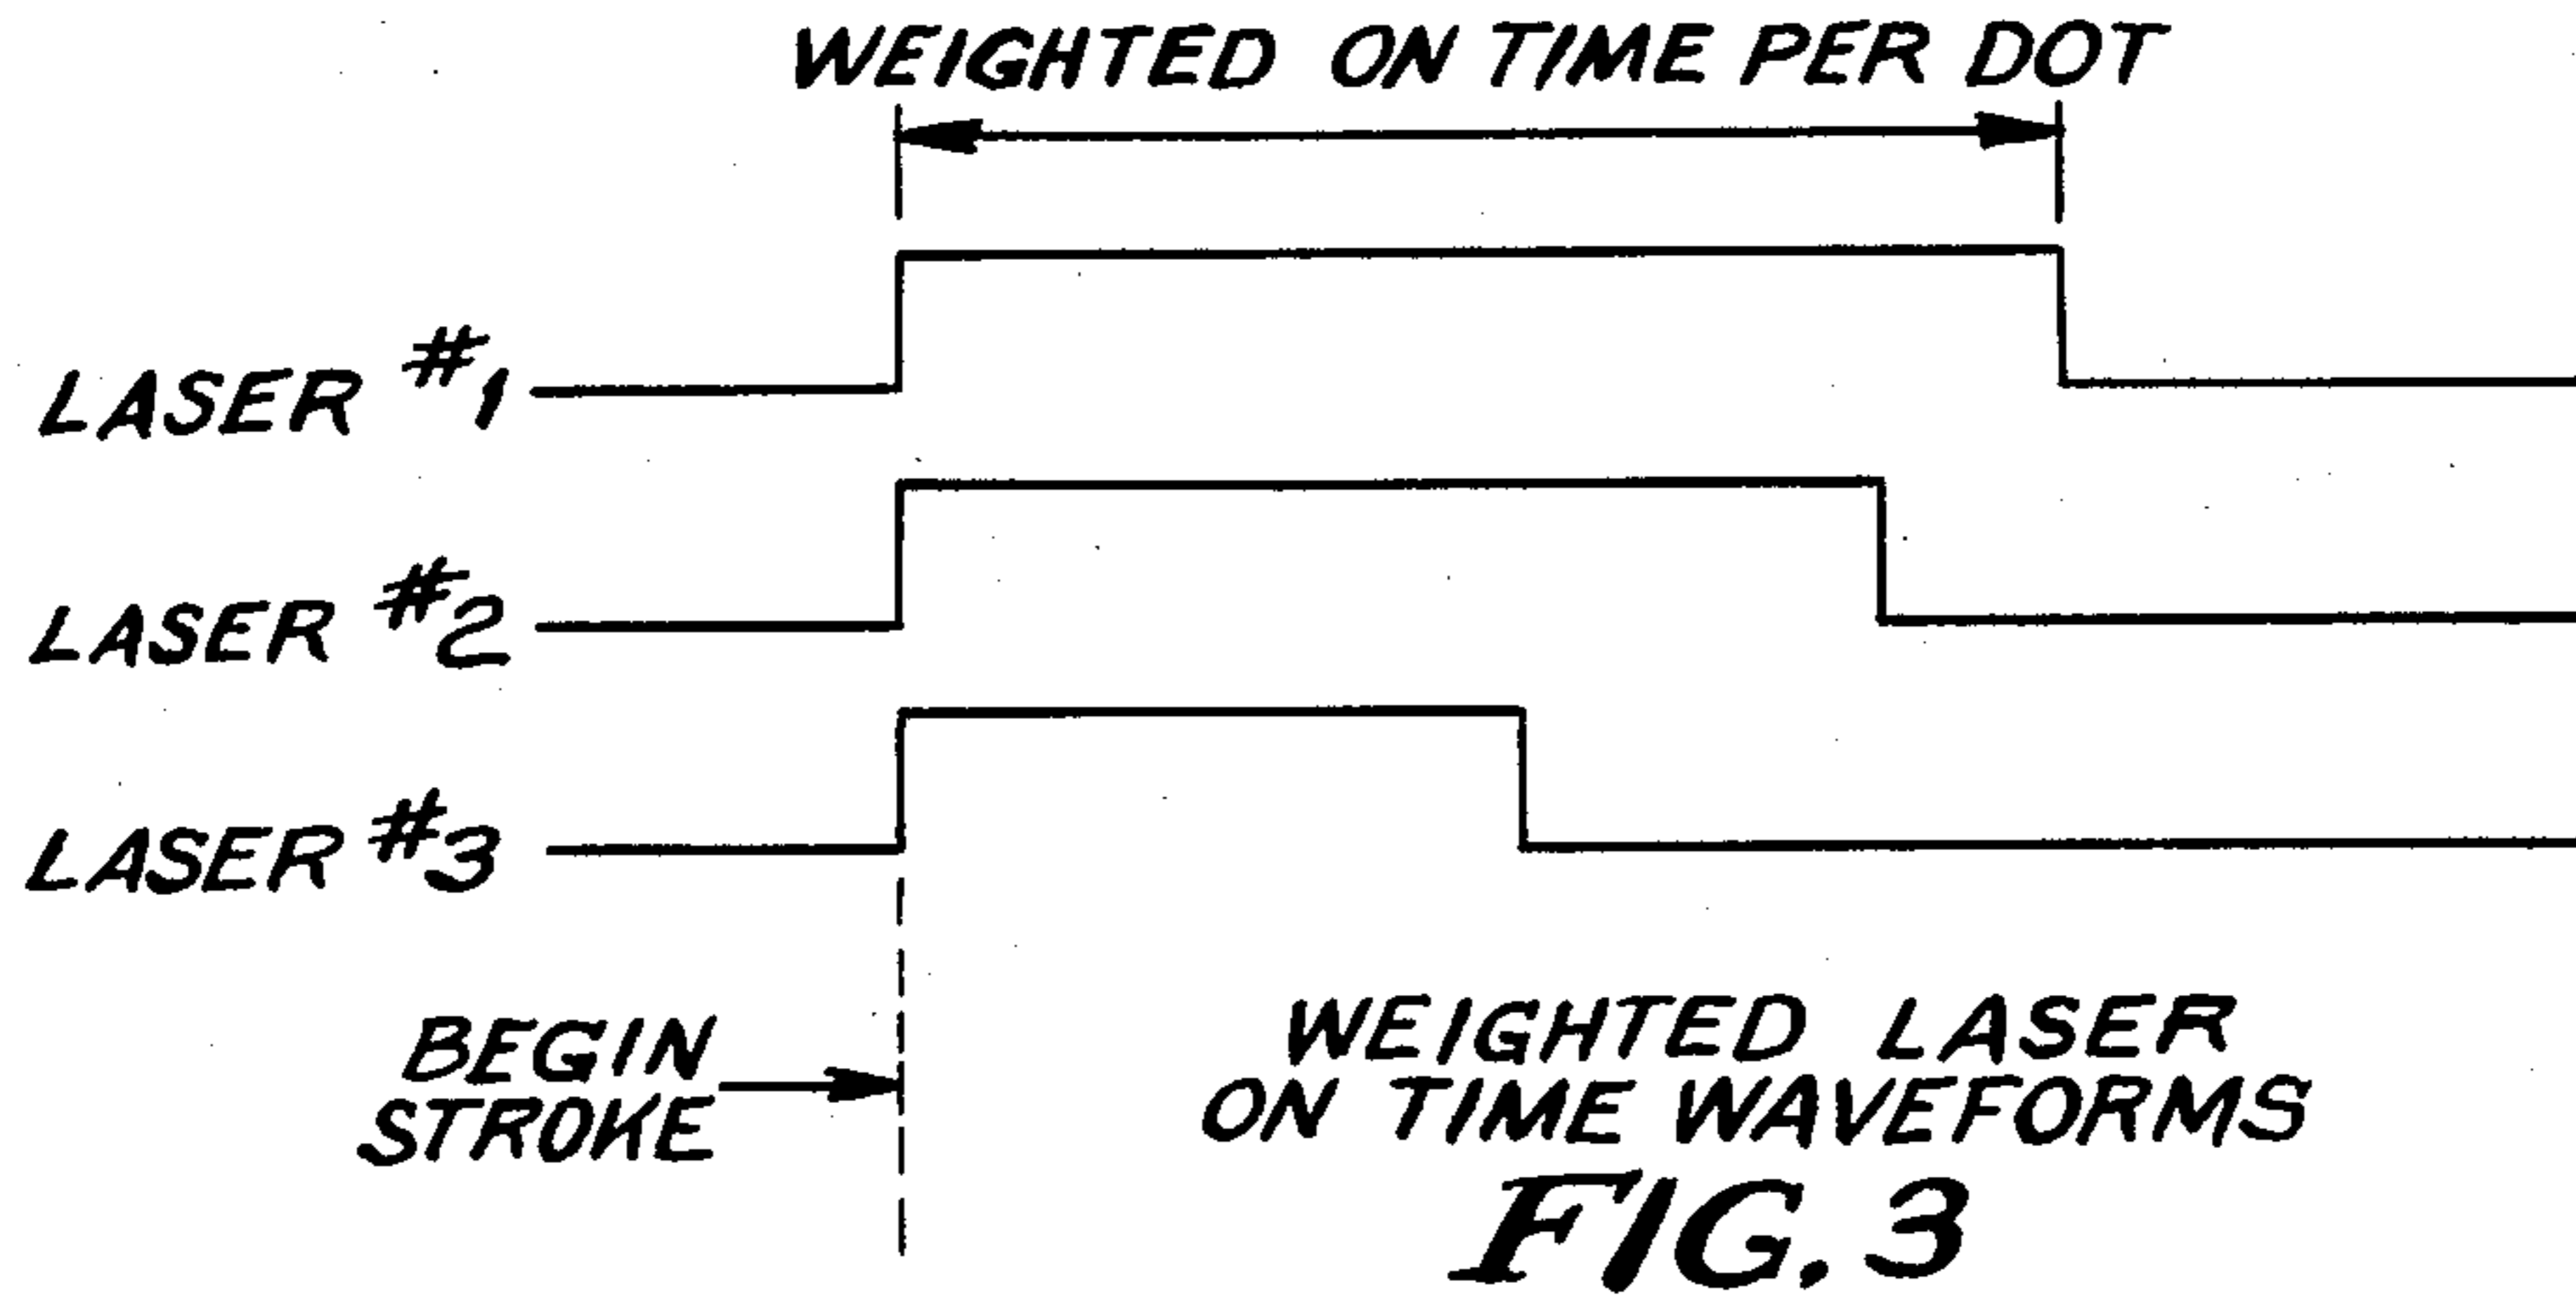 WEIGHTED ON TIME PER DOT
LASER #1
LASER #2
LASER #3
BEGIN
STROKE
WEIGHTED LASER
ON TIME WAVEFORMS
FIG. 3